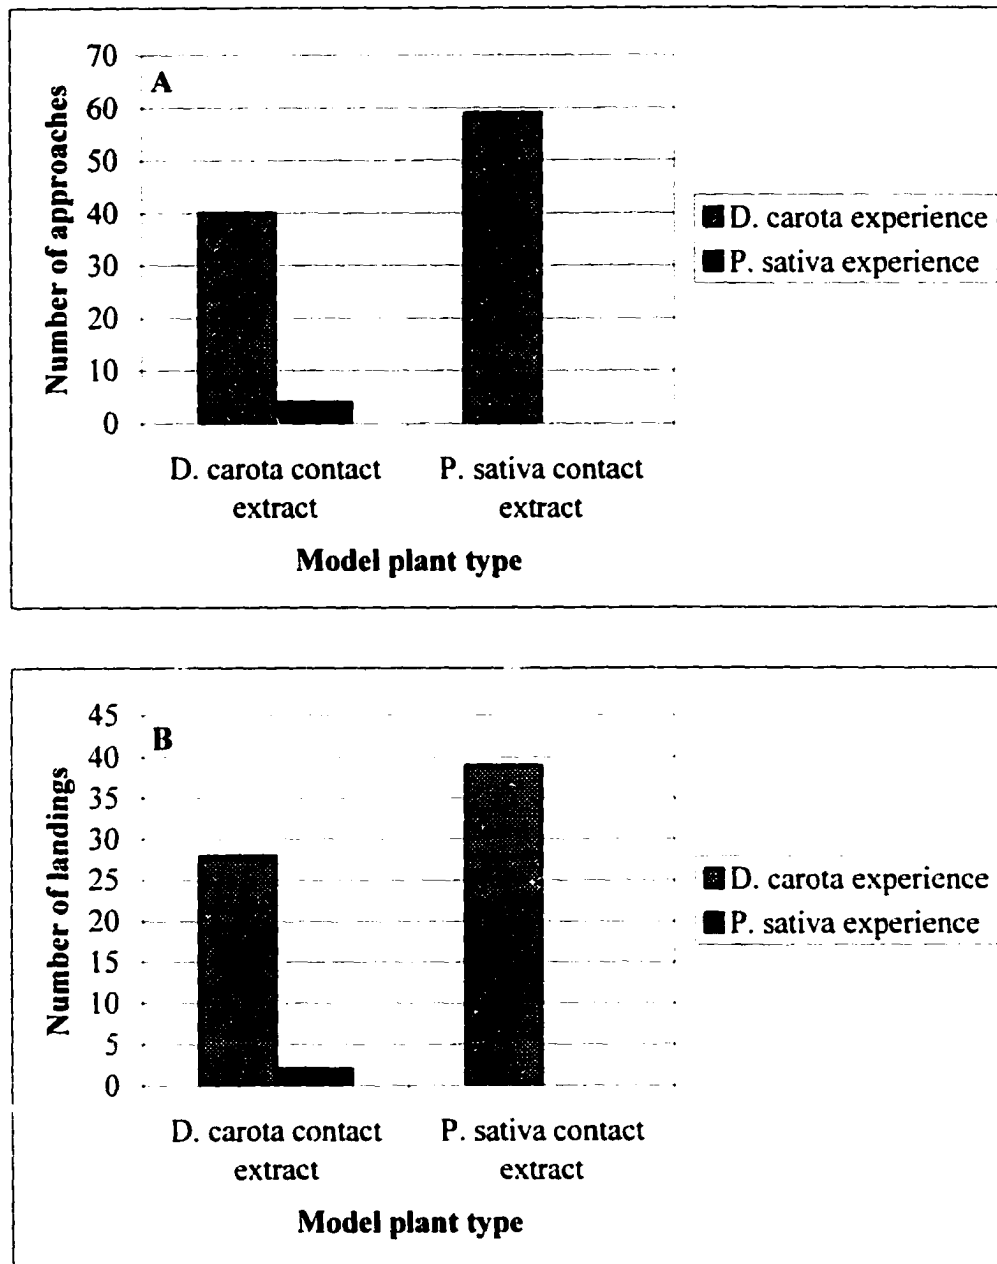 A
Number of approaches
70
60
50
40
30
20
10
0
D. carota contact
extract
P. sativa contact
extract
Model plant type
D. carota experience
P. sativa experience
B
Number of landings
45
40
35
30
25
20
15
10
5
0
D. carota contact
extract
P. sativa contact
extract
Model plant type
D. carota experience
P. sativa experience